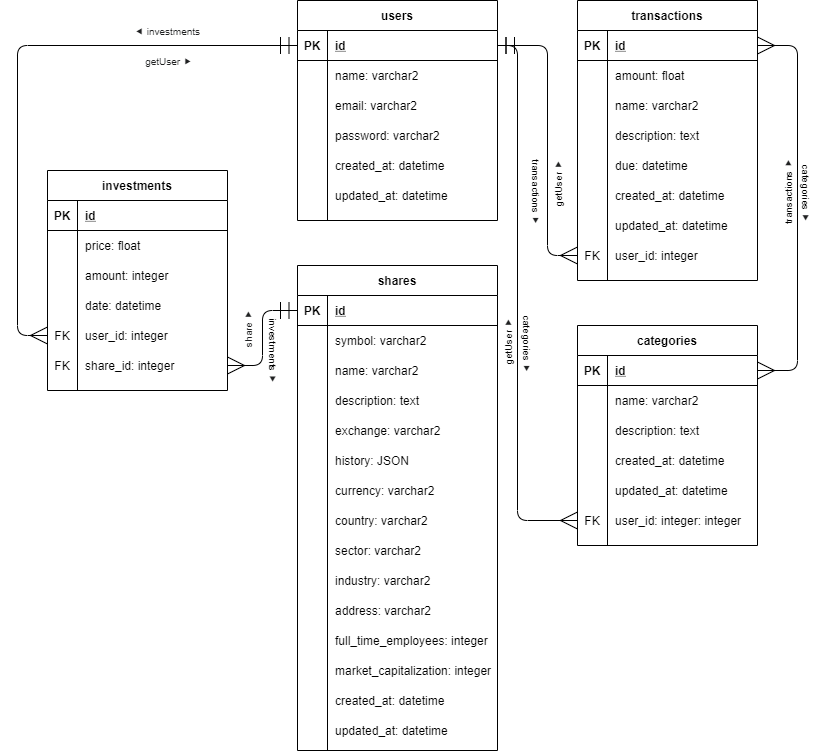 users
PK id
name: varchar2
email: varchar2
password: varchar2
created_at: datetime
updated_at: datetime
transactions
PK id
amount: float
name: varchar2
description: text
due: datetime
created_at: datetime
updated_at: datetime
FK user_id: integer
◄ investments
getUser ►
transactions ►
getUser ►
transactions ►
categories ►
investments
PK id
price: float
amount: integer
date: datetime
FK user_id: integer
FK share_id: integer
share ►
investments ►
shares
PK id
symbol: varchar2
name: varchar2
description: text
exchange: varchar2
history: JSON
currency: varchar2
country: varchar2
sector: varchar2
industry: varchar2
address: varchar2
full_time_employees: integer
market_capitalization: integer
created_at: datetime
updated_at: datetime
getUser ►
categories ►
categories
PK id
name: varchar2
description: text
created_at: datetime
updated_at: datetime
FK user_id: integer: integer